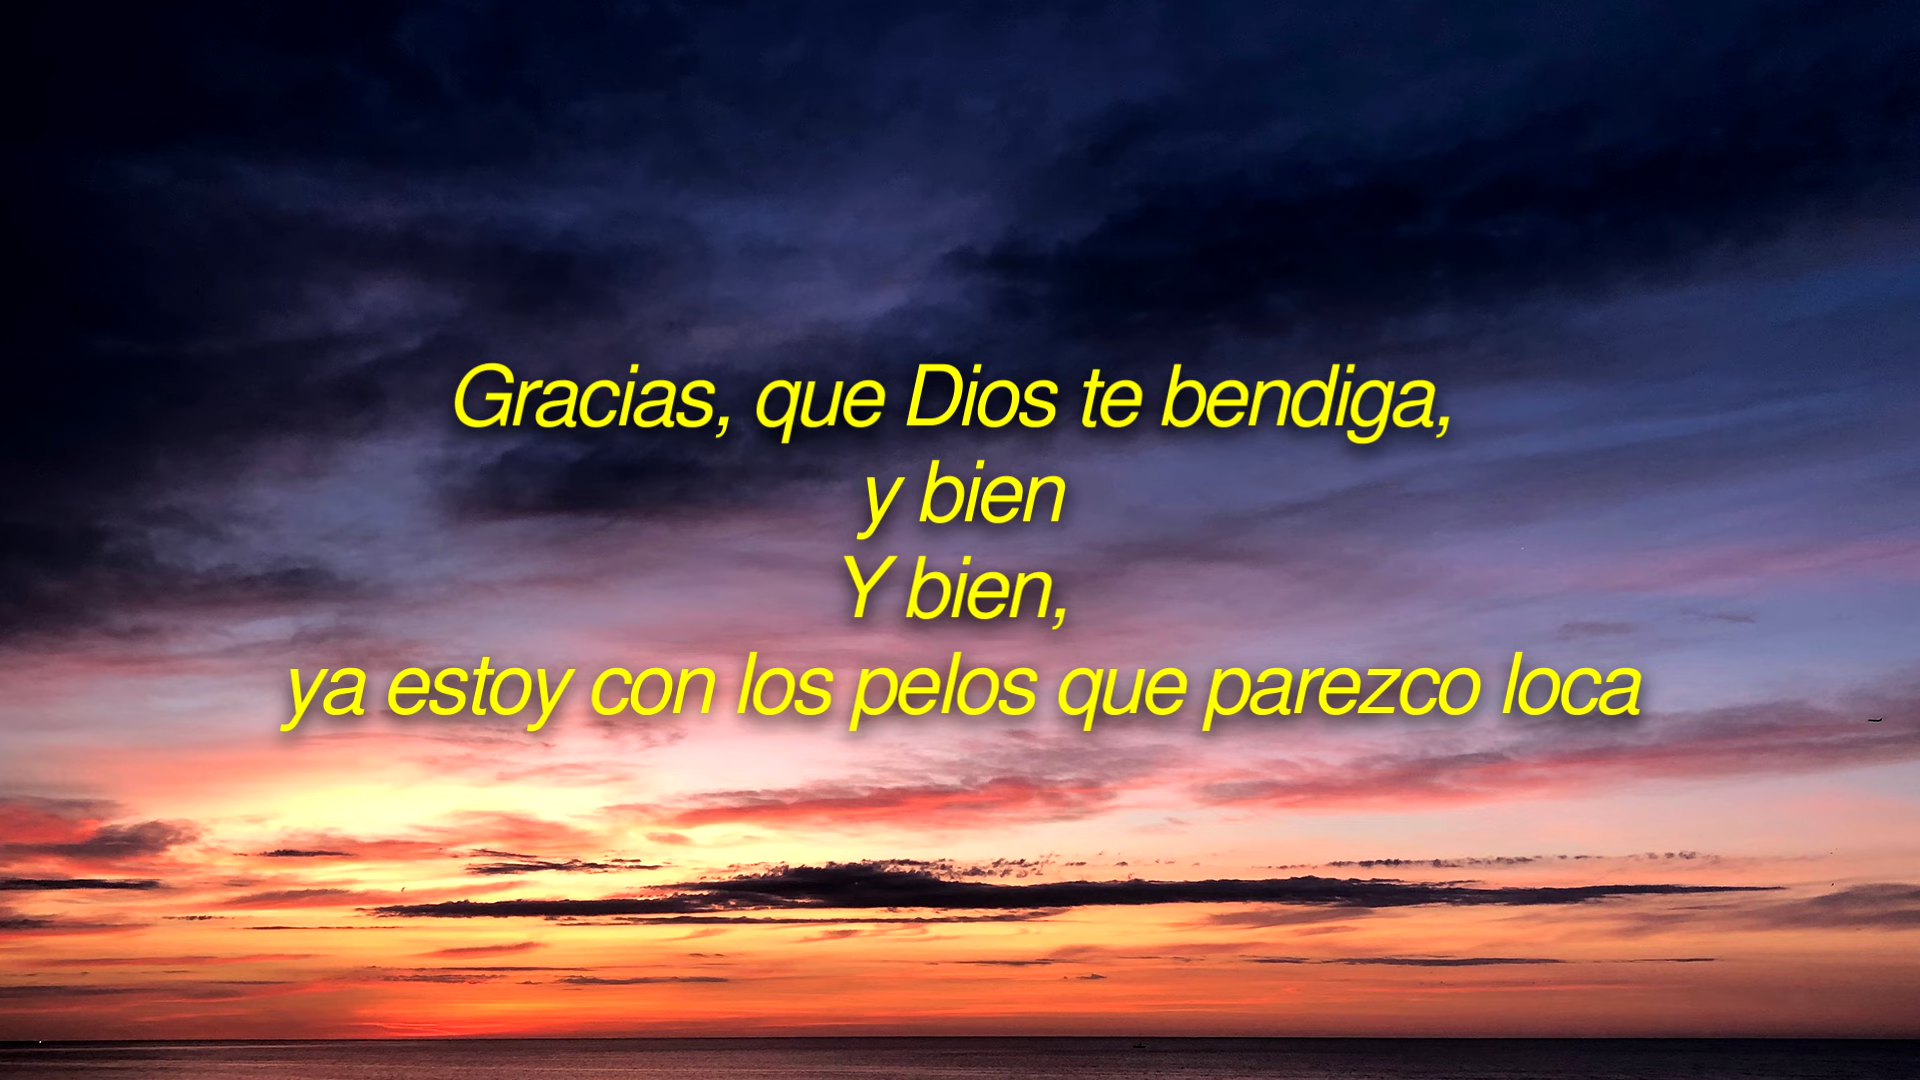 Gracias, que Dios te bendiga,
y bien
Y bien,
ya estoy con los pelos que parezco loca